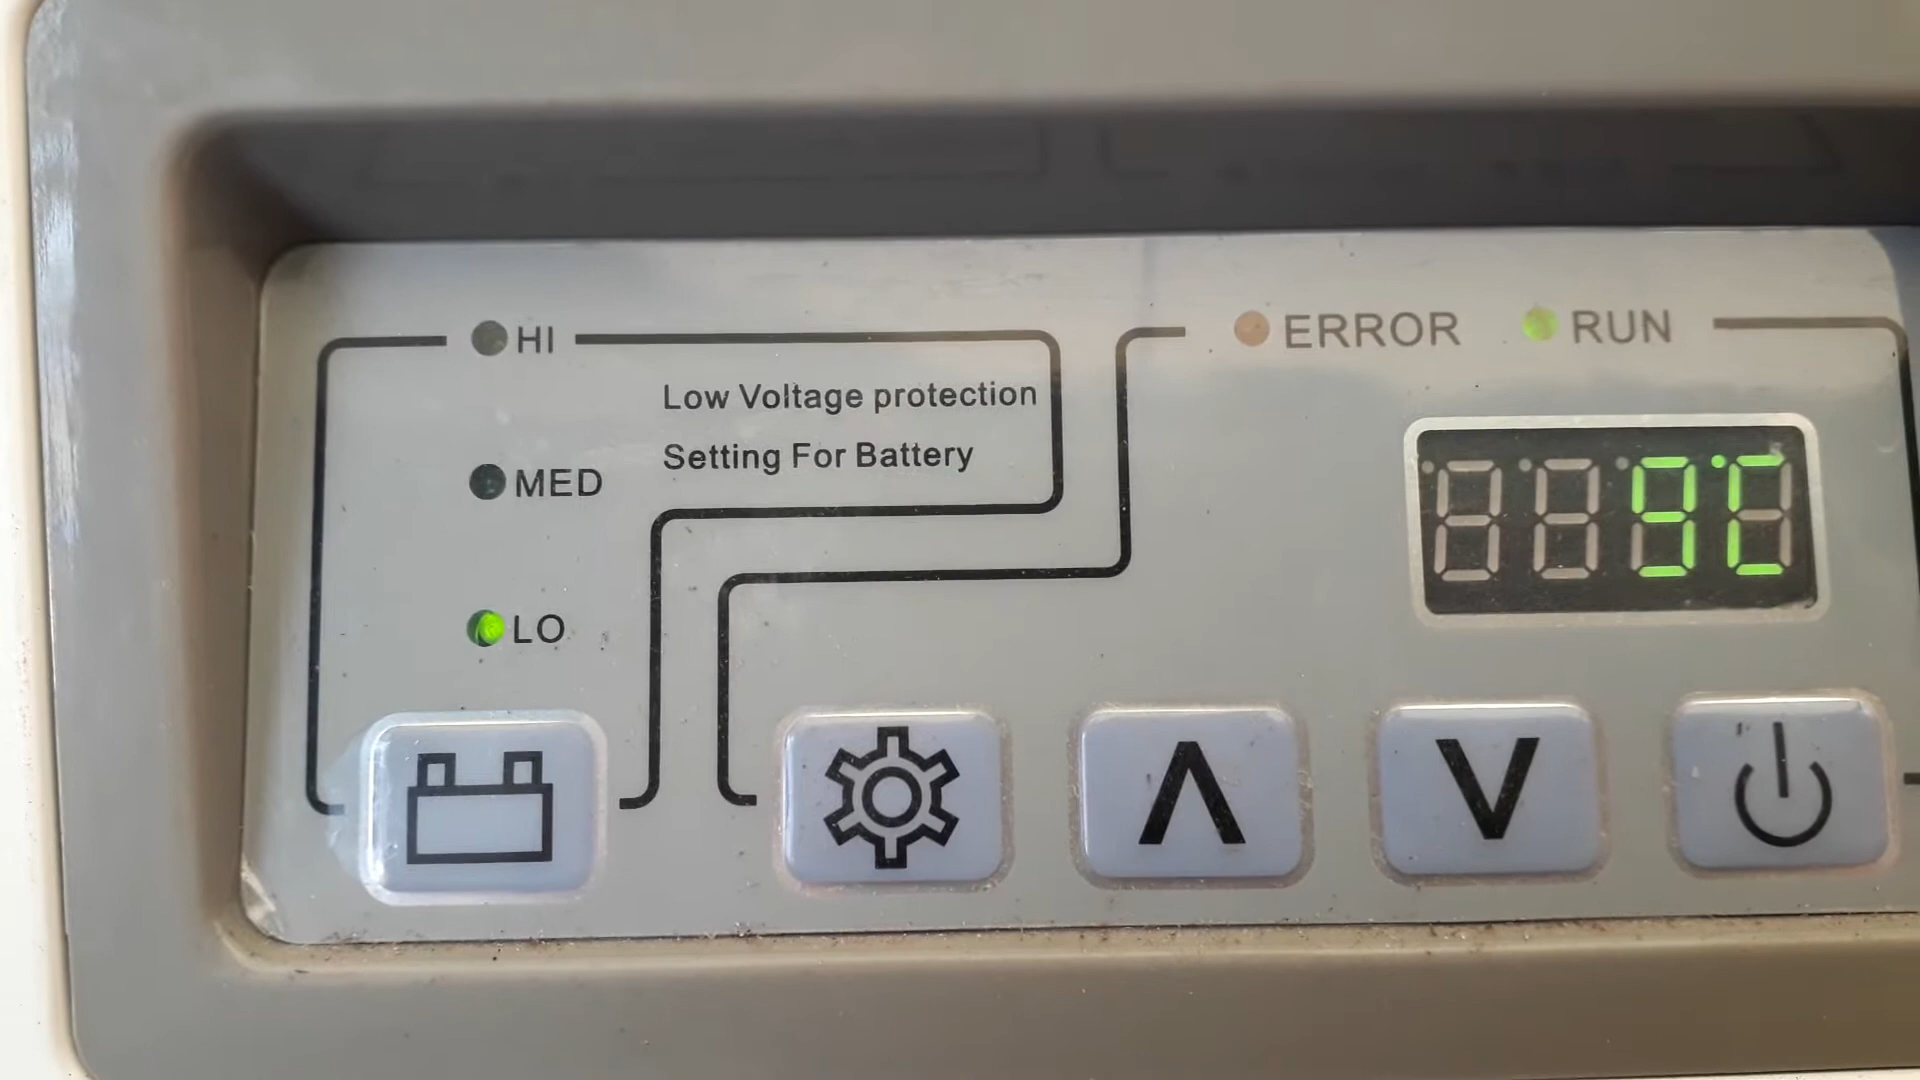 HI
ERROR
RUN
Low Voltage protection
Setting For Battery
MED
9C
LO